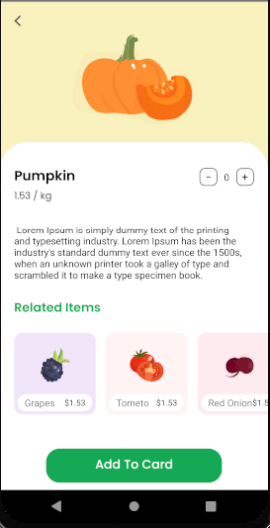 Pumpkin
- 0 +
1.53 / kg
Lorem Ipsum is simply dummy text of the printing
and typesetting industry. Lorem Ipsum has been the
industry's standard dummy text ever since the 1500s,
when an unknown printer took a galley of type and
scrambled it to make a type specimen book.
Related Items
Grapes $1.53
Tometo $1.53
Red Onion $1.5
Add To Card